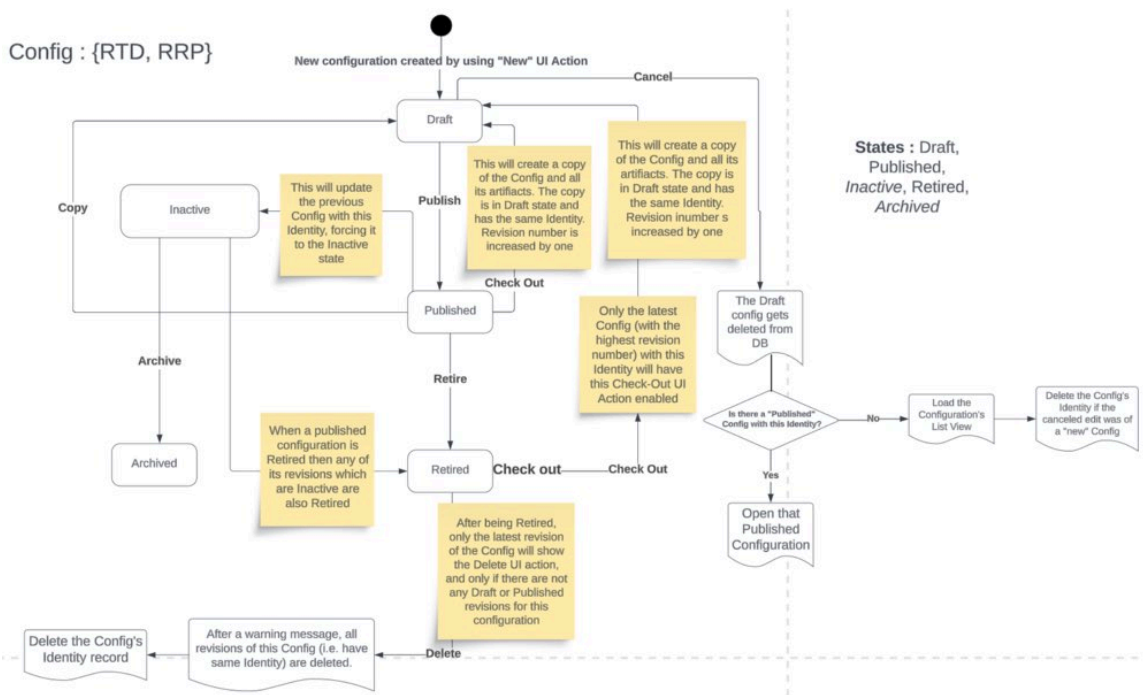 Config : {RTD, RRP}
New configuration created by using "New" UI Action
Cancel
Draft
States : Draft,
Published,
Inactive, Retired,
Archived
Copy
Inactive
This will update
the previous
Config with this
Identity, forcing it
to the Inactive
state
Publish
This will create a copy
of the Config and all
its artifiacts. The copy
is in Draft state and
has the same Identity.
Revision number is
increased by one
This will create a copy
of the Config and all its
artifacts. The copy is in
Draft state and has
the same Identity.
Revision inumber s
increased by one
Check Out
Published
The Draft
config gets
deleted from
DB
Only the latest
Config (with the
highest revision
number) with this
Identity will have
this Check-Out UI
Action enabled
Archive
Retire
Is there a "Published"
Config with this Identity?
No
Load the
Configuration's
List View
Delete the Config's
Identity if the
canceled edit was of
a "new" Config
When a published
configuration is
Retired then any of
its revisions which
are Inactive are
also Retired
Archived
Retired
Check out
Check Out
Yes
Open that
Published
Configuration
After being Retired,
only the latest revision
of the Config will show
the Delete UI action,
and only if there are not
any Draft or Published
revisions for this
configuration
Delete
After a warning message, all
revisions of this Config (i.e. have
same Identity) are deleted.
Delete the Config's
Identity record